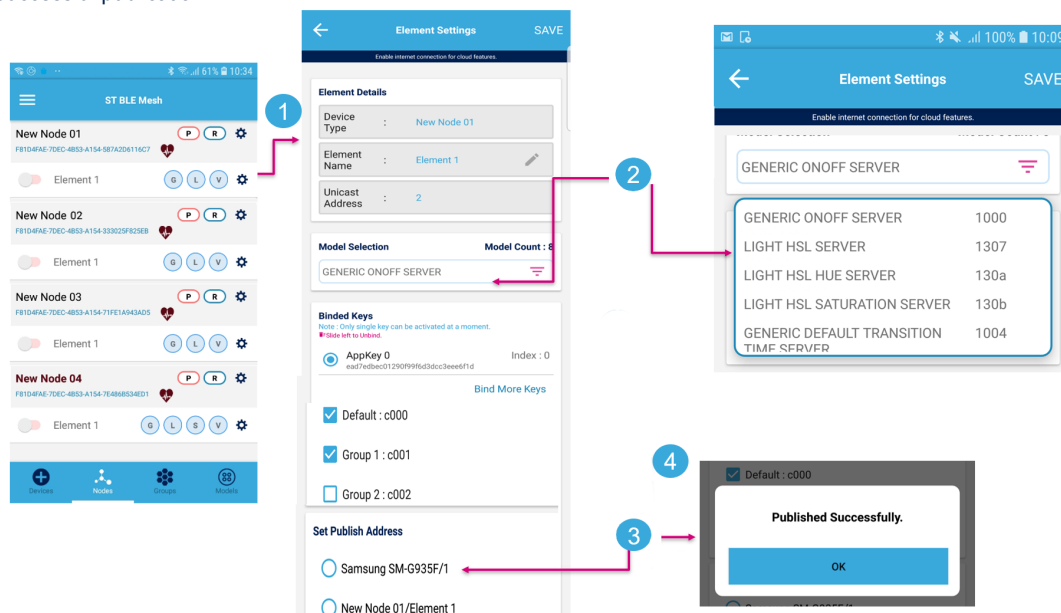 61% 10:34
ST BLE Mesh
New Node 01 P R
F81D4FAE-7DEC-4B53-A154-587A2D6116C7
Element 1 G L V
New Node 02 P R
F81D4FAE-7DEC-4B53-A154-333025F825EB
Element 1 G L V
New Node 03 P R
F81D4FAE-7DEC-4B53-A154-71FE1A943AD5
Element 1 G L V
New Node 04 P R
F81D4FAE-7DEC-4B53-A154-7E486B534ED1
Element 1 G L S V
Devices Nodes Groups Models
1
Element Settings SAVE
Enable internet connection for cloud features.
Element Details
Device Type : New Node 01
Element Name : Element 1
Unicast Address : 2
Model Selection Model Count : 8
GENERIC ONOFF SERVER
Binded Keys
Note : Only single key can be activated at a moment.
Slide left to Unbind.
AppKey 0 Index : 0
ead7edbec01290f99f6d3dcc3eee6f1d
Bind More Keys
Default : c000
Group 1 : c001
Group 2 : c002
Set Publish Address
Samsung SM-G935F/1
New Node 01/Element 1
2
100% 10:09
Element Settings SAVE
Enable internet connection for cloud features.
GENERIC ONOFF SERVER
GENERIC ONOFF SERVER 1000
LIGHT HSL SERVER 1307
LIGHT HSL HUE SERVER 130a
LIGHT HSL SATURATION SERVER 130b
GENERIC DEFAULT TRANSITION 1004
TIME SERVER
3
4
Default : c000
Published Successfully.
OK